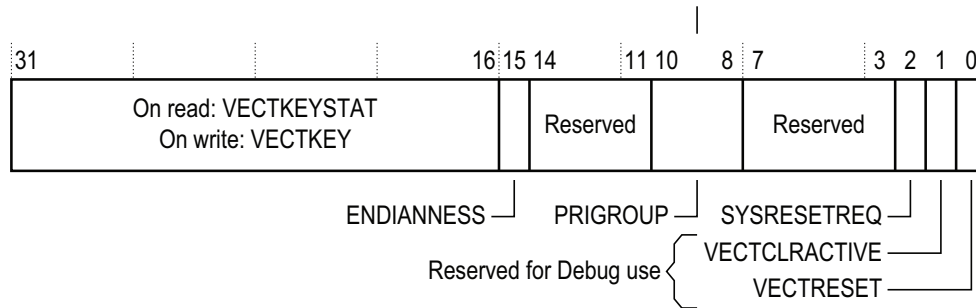 31 16 15 14 11 10 8 7 3 2 1 0
On read: VECTKEYSTAT
On write: VECTKEY
Reserved
Reserved
ENDIANNESS
PRIGROUP
SYSRESETREQ
VECTCLRACTIVE
Reserved for Debug use
VECTRESET